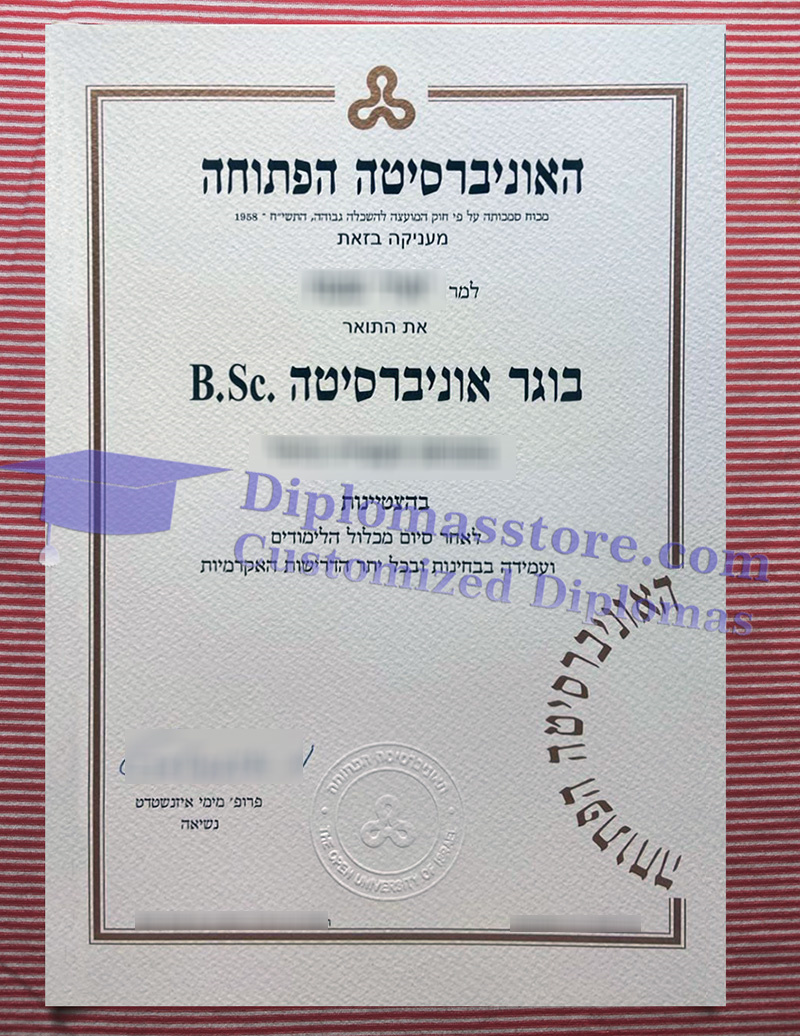 האוניברסיטה הפתוחה
מכוח סמכותה על פי חוק המועצה להשכלה גבוהה, התשי״ח - 1958
מעניקה בזאת
למר
את התואר
בוגר אוניברסיטה .B.Sc
בהצטיינות
לאחר סיום מכלול הלימודים
ועמידה בבחינות ובכל יתר הדרישות האקדמיות
Diplomasstore.com
Customized Diplomas
האוניברסיטה הפתוחה
פרופ׳ מימי איזנשטדט
נשיאה
האוניברסיטה הפתוחה
THE OPEN UNIVERSITY OF ISRAEL